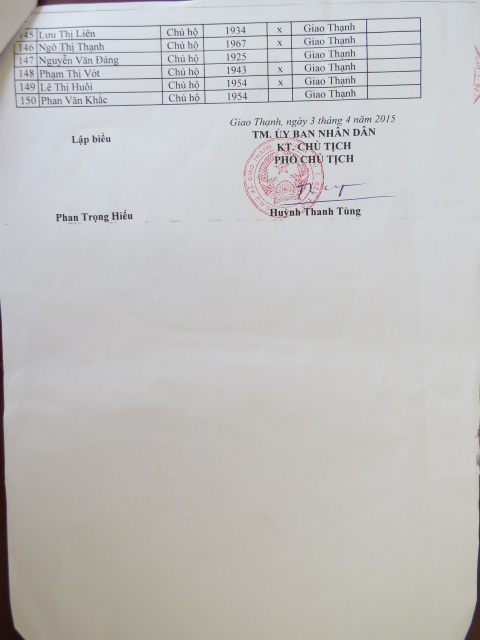 145 Lưu Thị Liên Chủ hộ 1934 x Giao Thạnh
146 Ngô Thị Thạnh Chủ hộ 1967 x Giao Thạnh
147 Nguyễn Văn Đáng Chủ hộ 1925 Giao Thạnh
148 Phạm Thị Vót Chủ hộ 1943 x Giao Thạnh
149 Lê Thị Huôi Chủ hộ 1954 x Giao Thạnh
150 Phan Văn Khắc Chủ hộ 1954 Giao Thạnh
Giao Thanh, ngày 3 tháng 4 năm 2015
Lập biểu
TM. ỦY BAN NHÂN DÂN
KT. CHỦ TỊCH
PHÓ CHỦ TỊCH
Phan Trọng Hiếu
Huỳnh Thanh Tùng